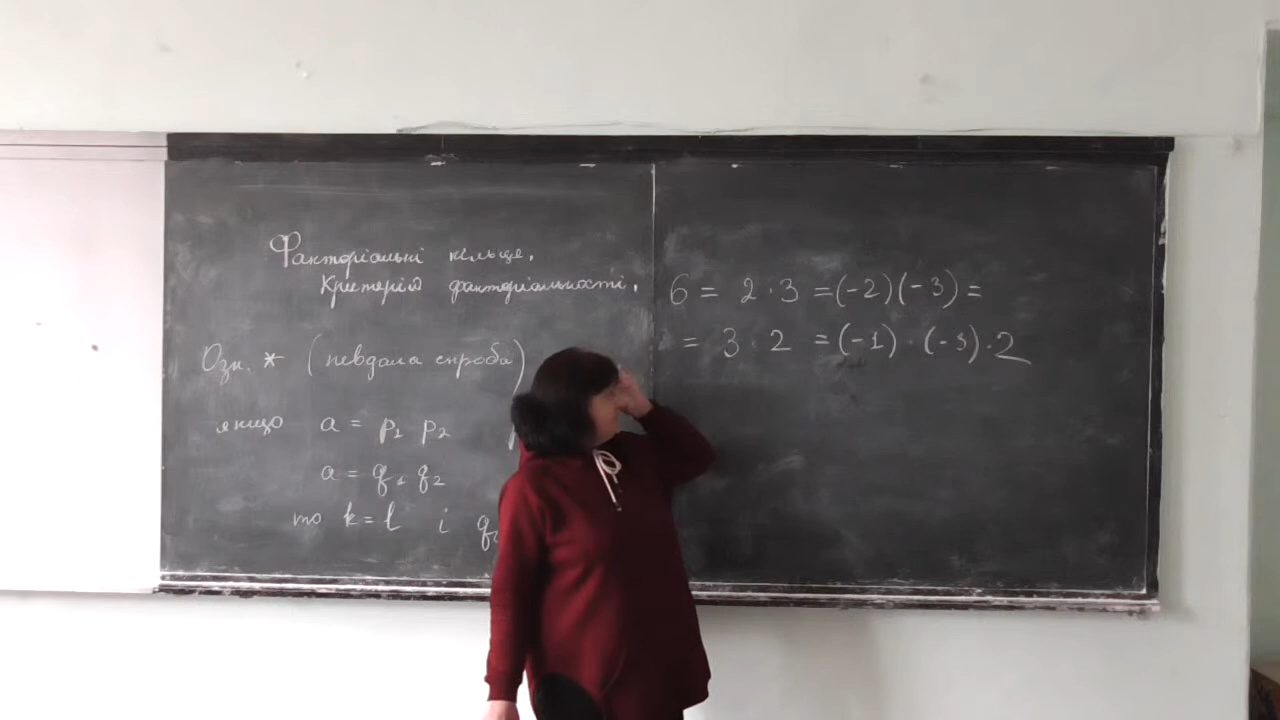 Факторіальні кільця.
Критерій факторіальності.
Озн. * (невдала спроба)
якщо a = p₁ p₂
a = q₁ q₂
то k = l і q
6 = 2 · 3 = (-2)(-3) =
= 3 · 2 = (-1) · (-3) · 2